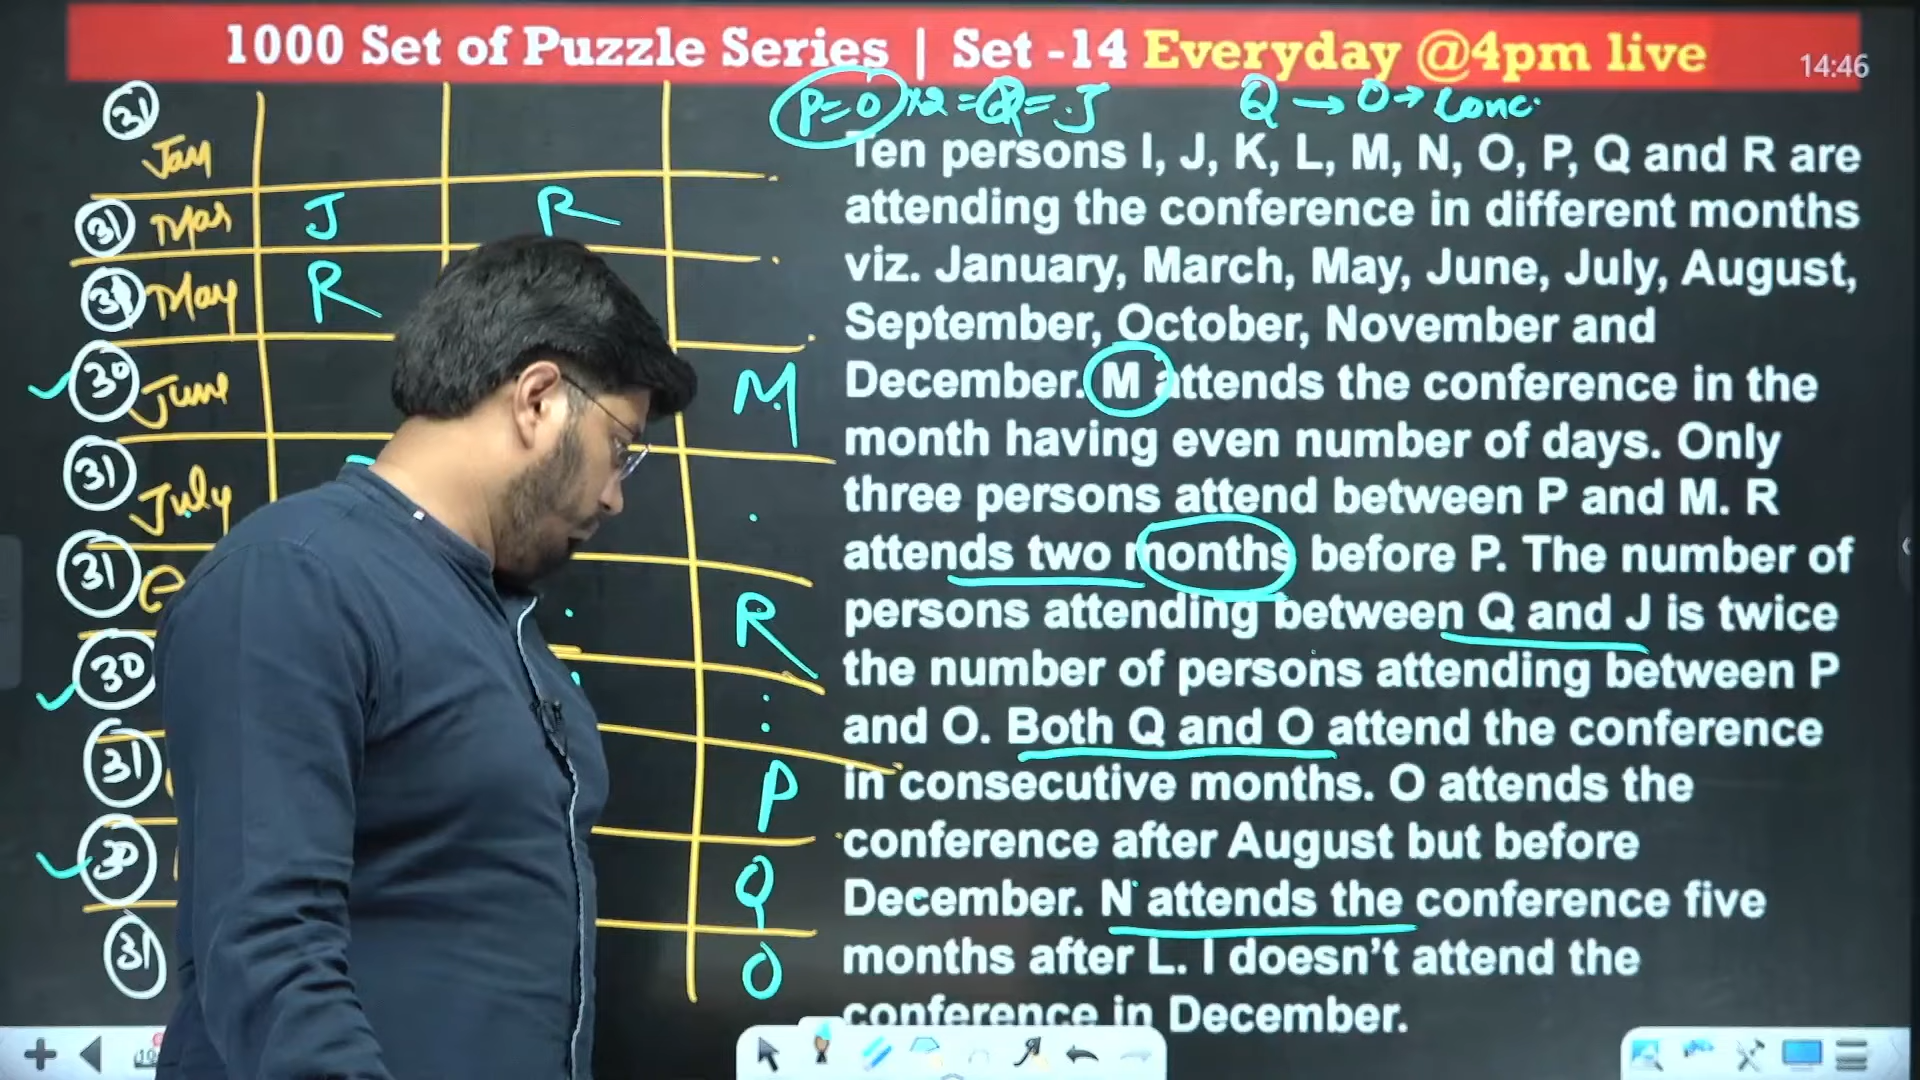 1000 Set of Puzzle Series | Set -14 Everyday @4pm live
14:46
P=O x2 = Q = J
Q → O → Conc.
Ten persons I, J, K, L, M, N, O, P, Q and R are
attending the conference in different months
viz. January, March, May, June, July, August,
September, October, November and
December. M attends the conference in the
month having even number of days. Only
three persons attend between P and M. R
attends two months before P. The number of
persons attending between Q and J is twice
the number of persons attending between P
and O. Both Q and O attend the conference
in consecutive months. O attends the
conference after August but before
December. N attends the conference five
months after L. I doesn’t attend the
conference in December.
31 Jan
31 Mar J R
31 May R
30 June M
31 July
31 R
30
31 P
30 Q
31 O